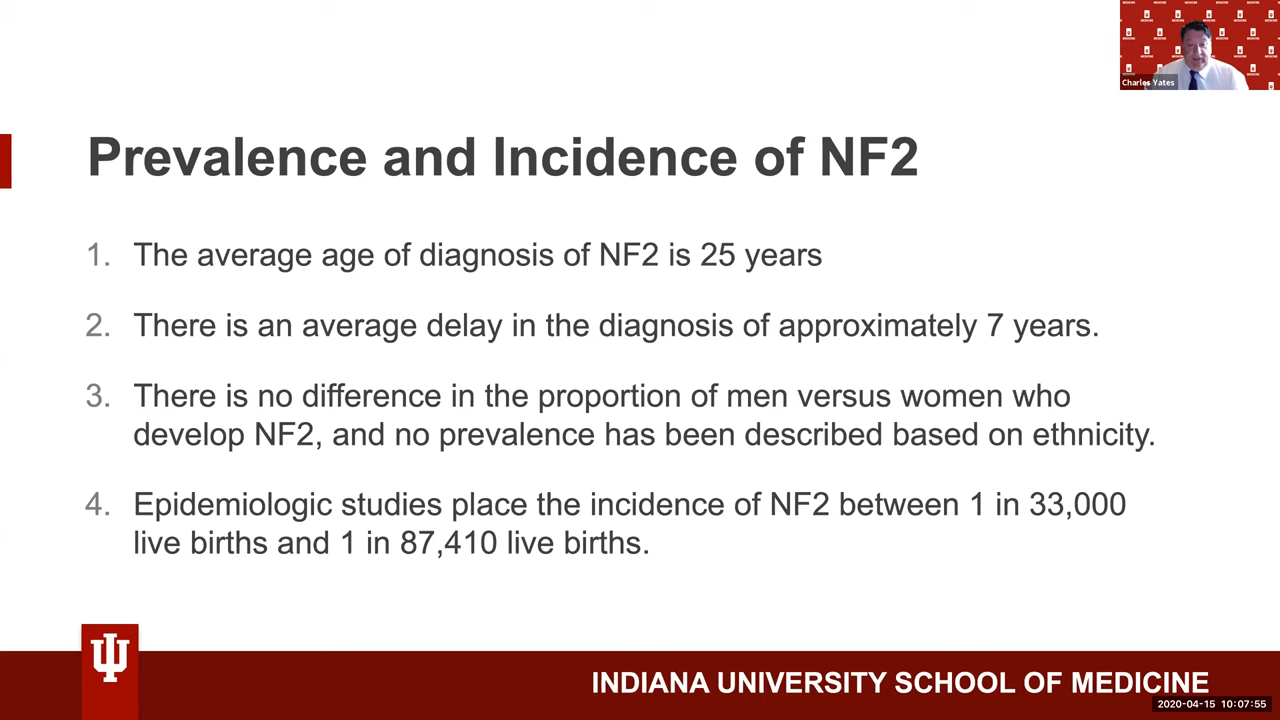 Charles Yates
Prevalence and Incidence of NF2
1. The average age of diagnosis of NF2 is 25 years
2. There is an average delay in the diagnosis of approximately 7 years.
3. There is no difference in the proportion of men versus women who
develop NF2, and no prevalence has been described based on ethnicity.
4. Epidemiologic studies place the incidence of NF2 between 1 in 33,000
live births and 1 in 87,410 live births.
INDIANA UNIVERSITY SCHOOL OF MEDICINE
2020-04-15 10:07:55